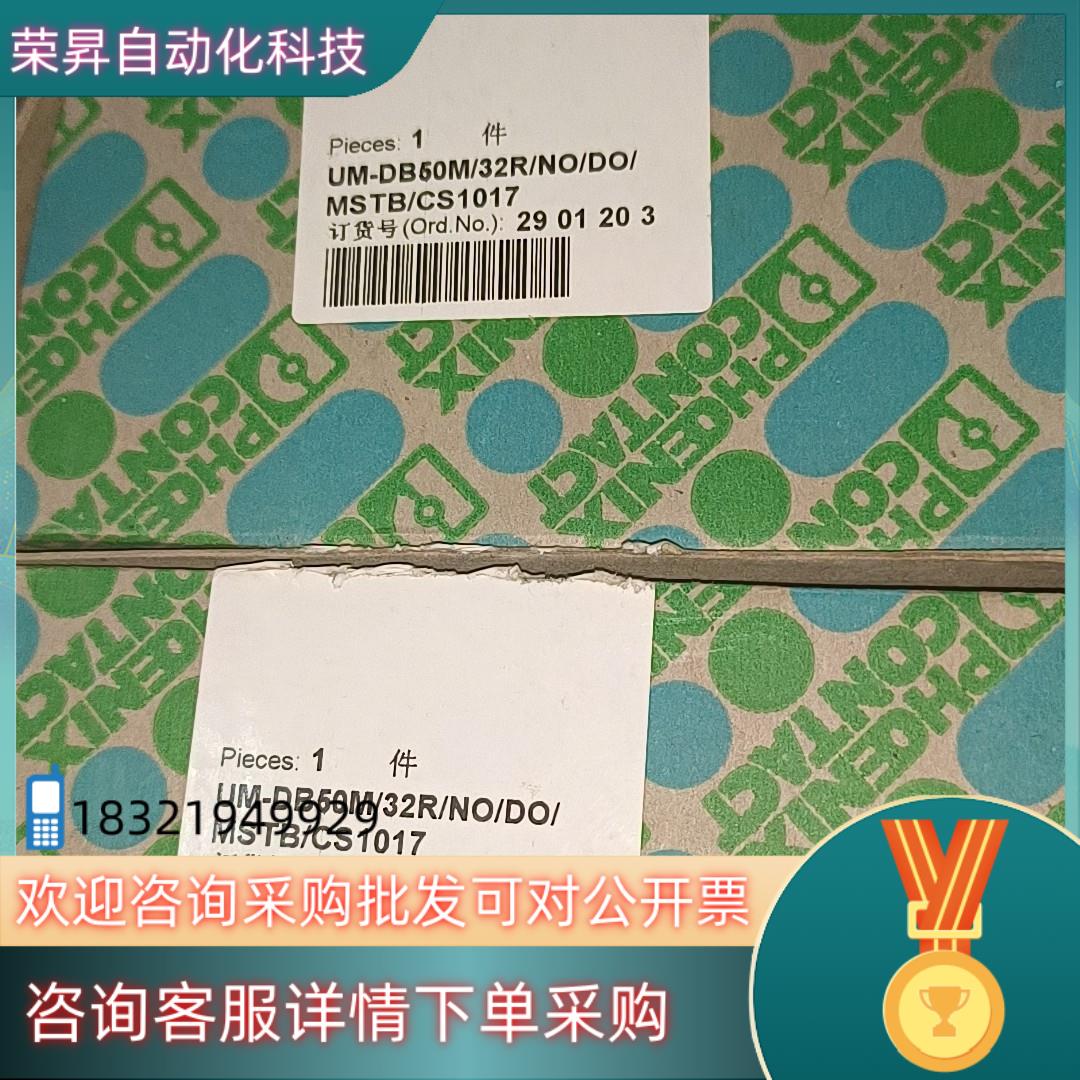 荣昇自动化科技
Pieces: 1 件
UM-DB50M/32R/NO/DO/
MSTB/CS1017
订货号(Ord.No.): 29 01 20 3
PHŒNIX
CONTACT
Pieces: 1 件
UM-DB50M/32R/NO/DO/
MSTB/CS1017
18321949929
欢迎咨询采购批发可对公开票
咨询客服详情下单采购